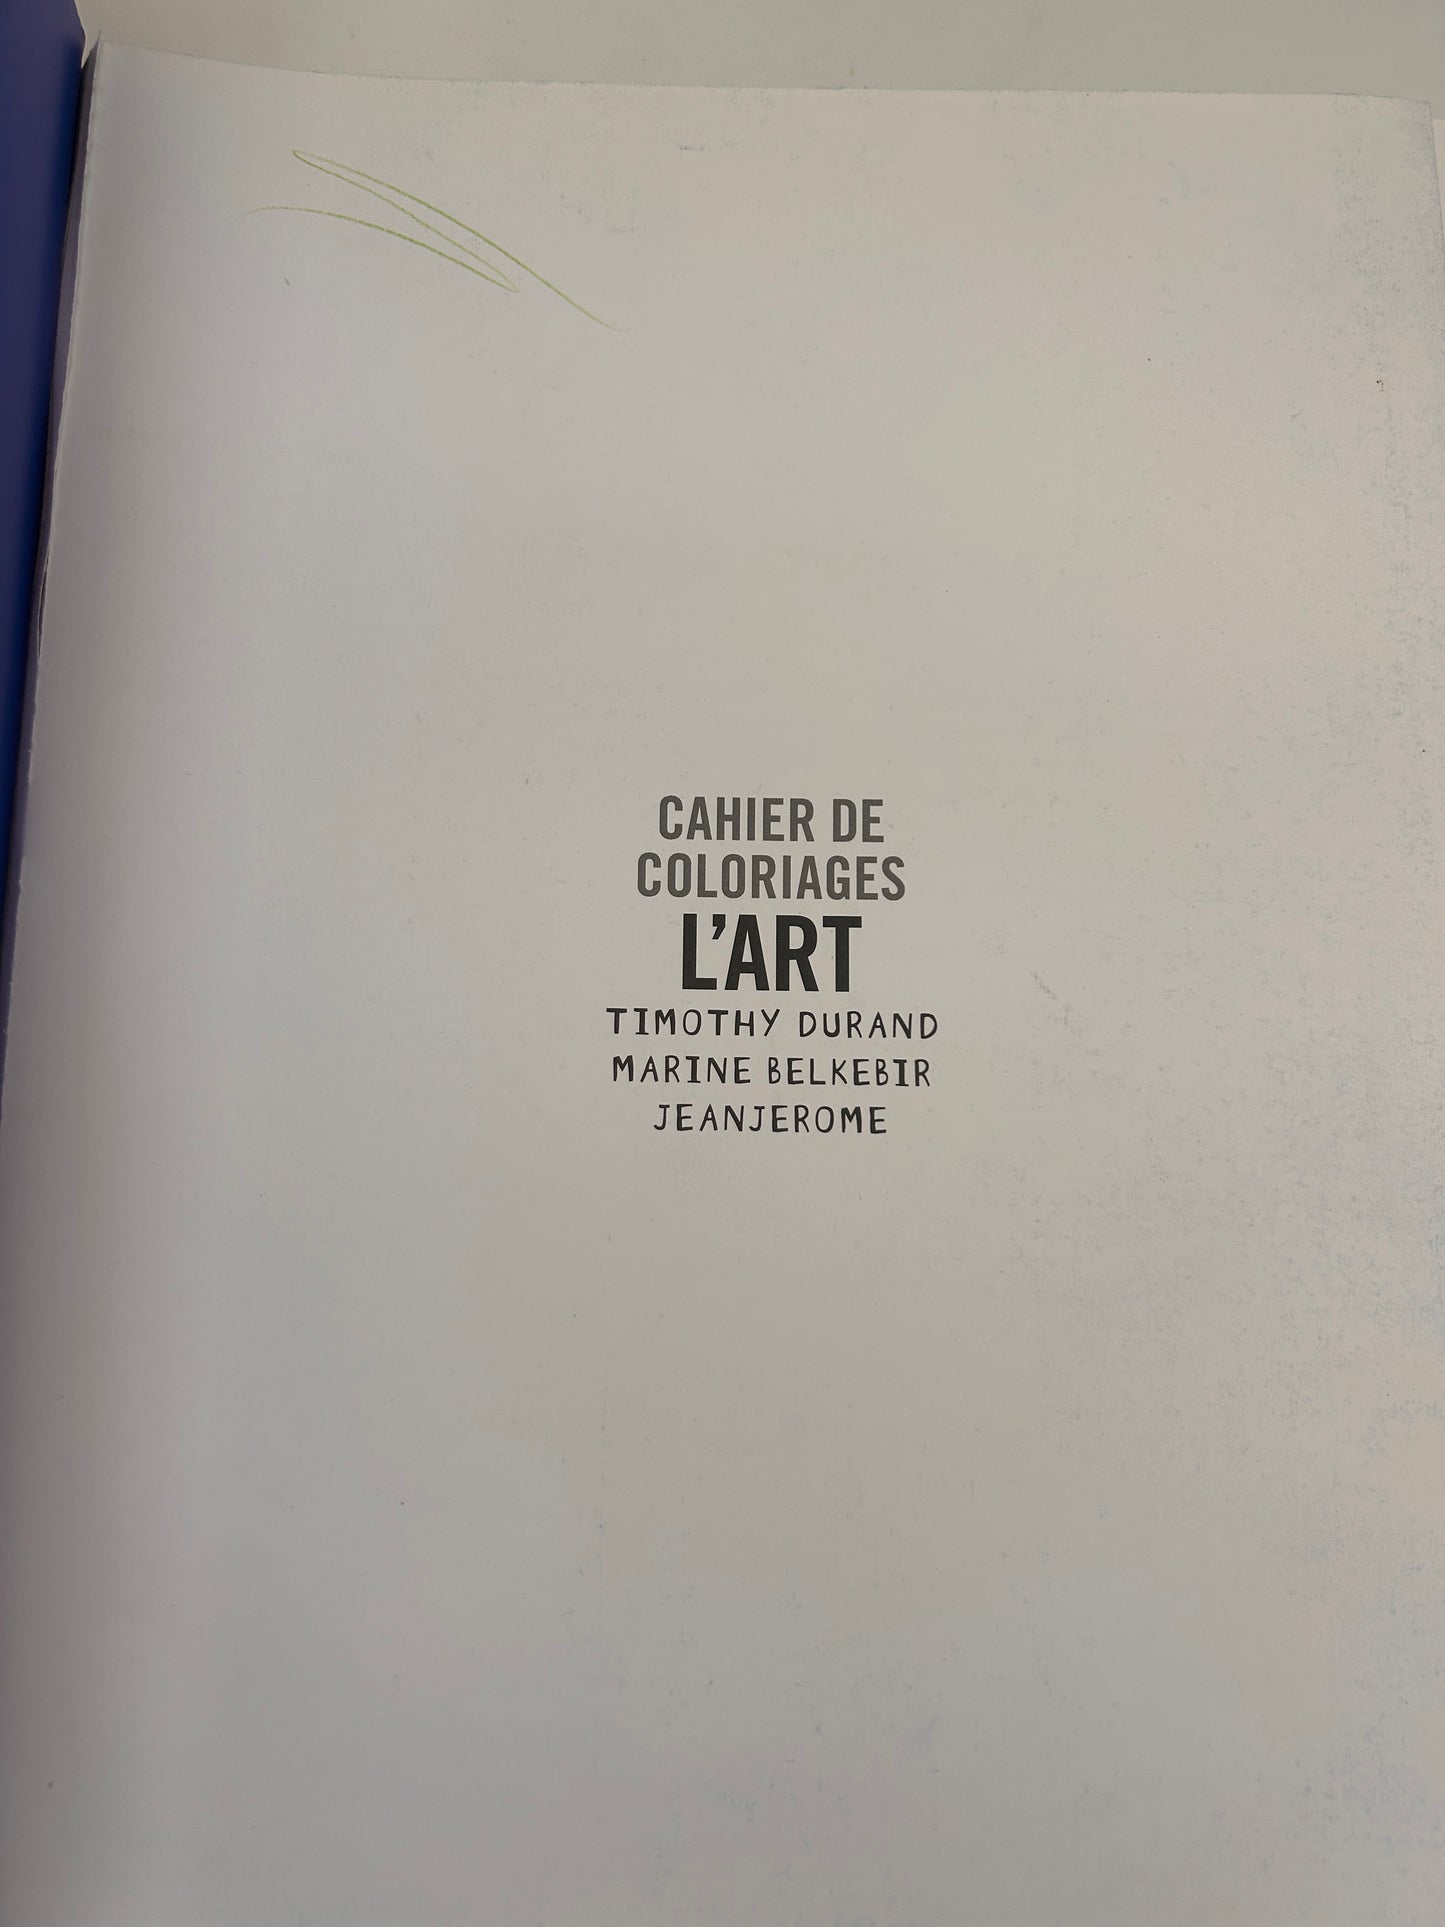 CAHIER DE
COLORIAGES
L'ART
TIMOTHY DURAND
MARINE BELKEBIR
JEANJEROME